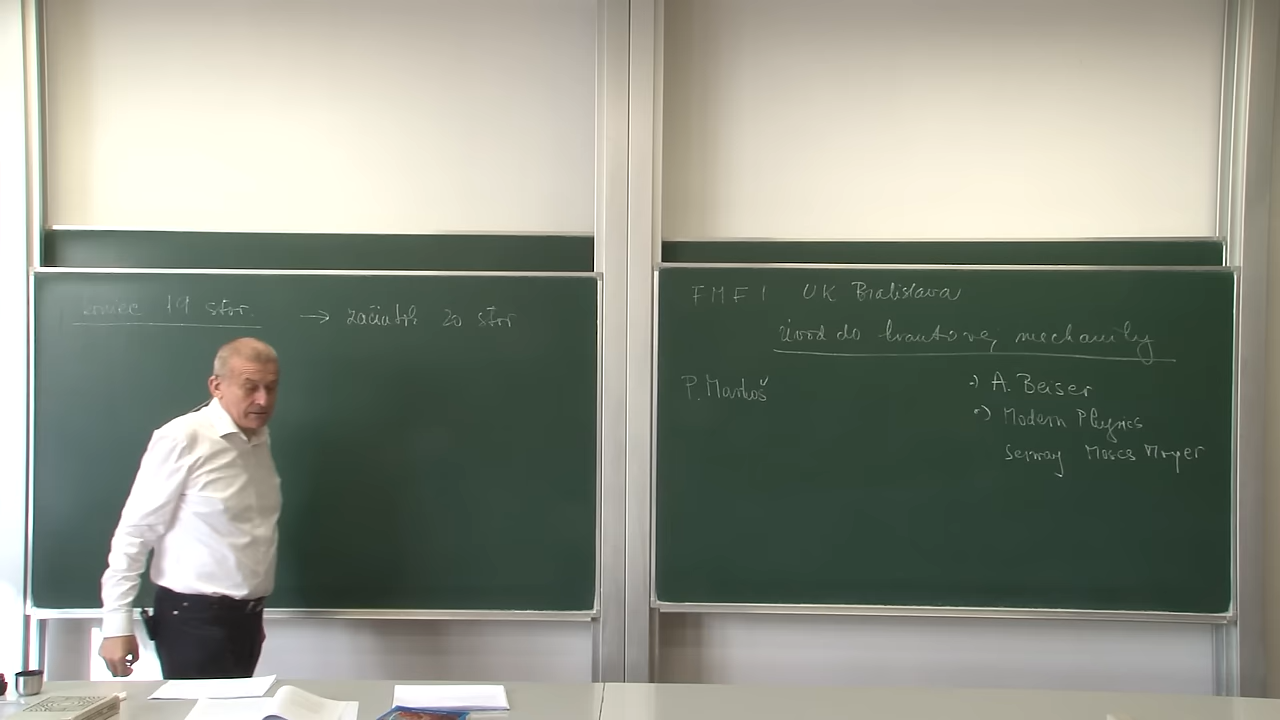 koniec 19 stor. → začiatok 20 stor
FMFI UK Bratislava
Úvod do kvantovej mechaniky
P. Markoš
·) A. Beiser
·) Modern Physics
Serway Moses Moyer